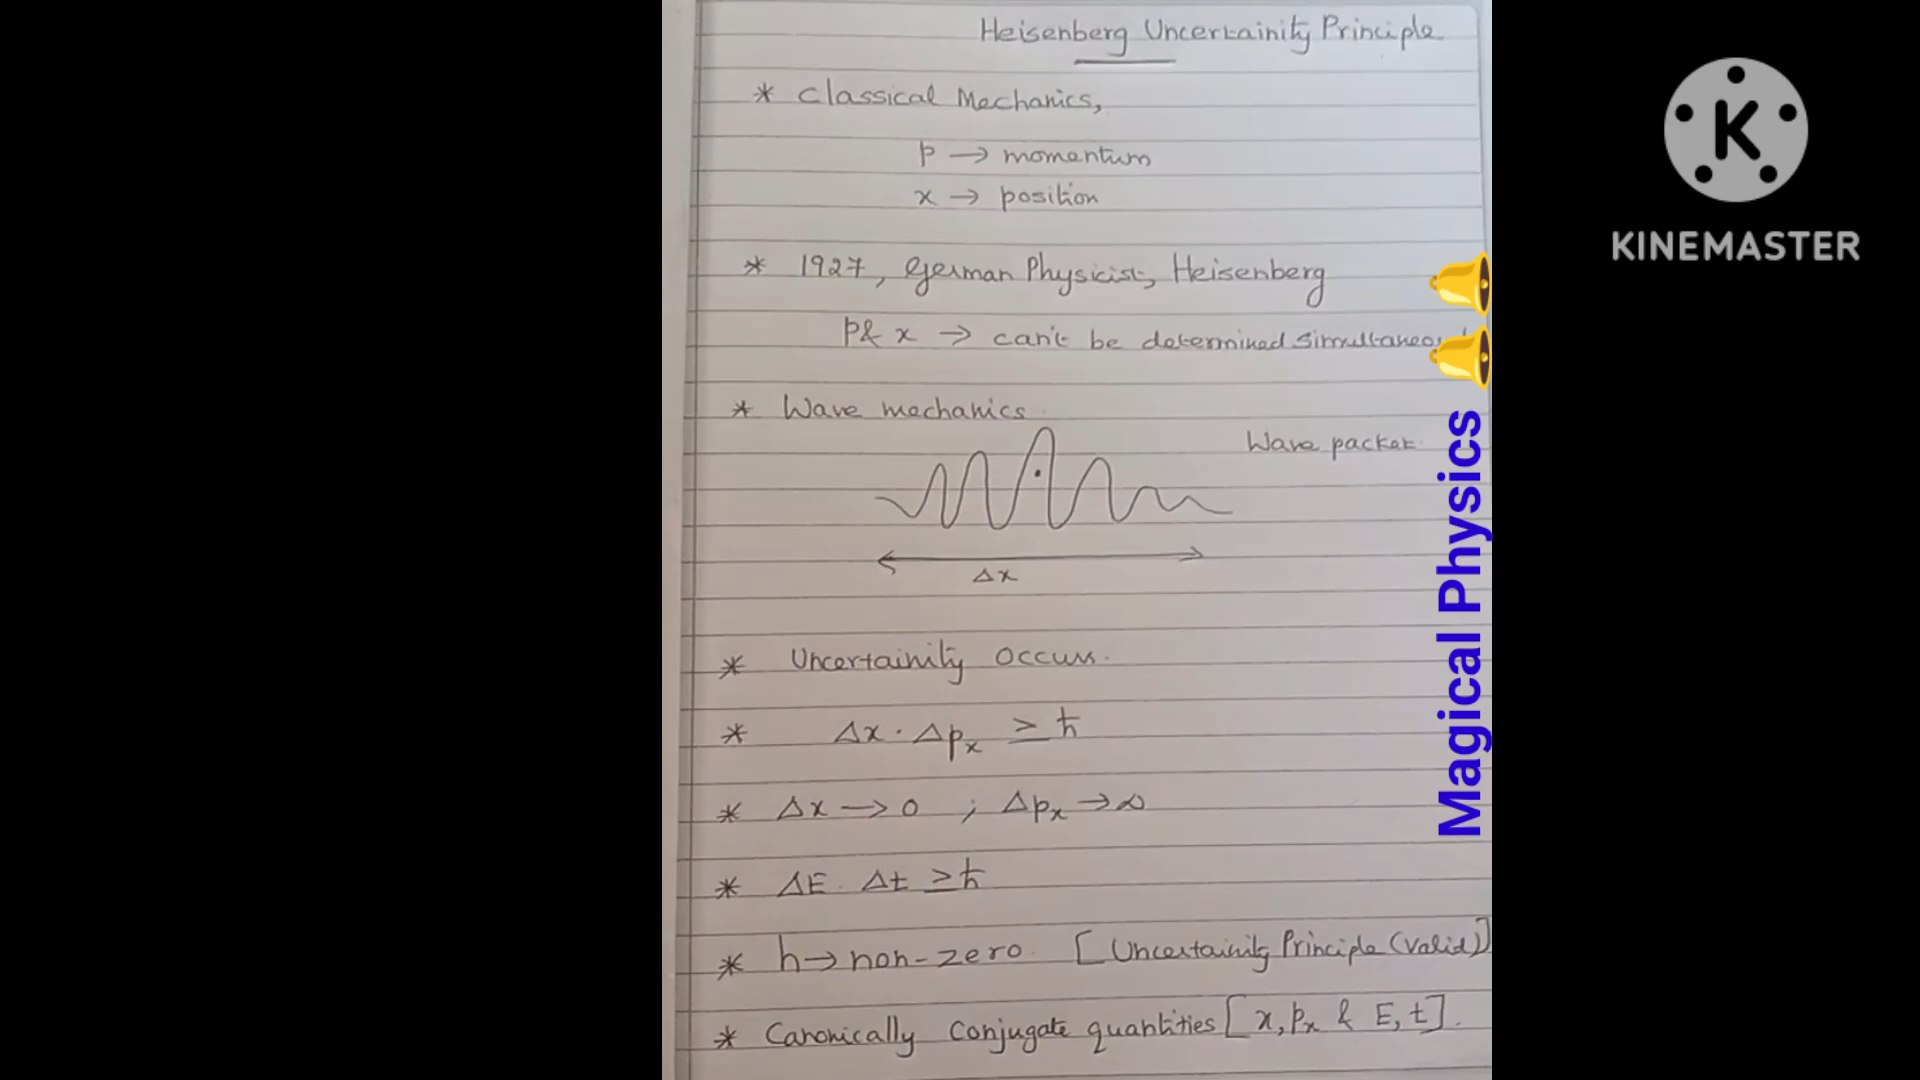 Heisenberg Uncertainity Principle
* Classical Mechanics,
p → momentum
x → position
* 1927, German Physicist, Heisenberg
p & x → can't be determined simultaneous
* Wave mechanics.
Wave packet.
Δx
* Uncertainity occurs.
* Δx · Δpₓ ≥ ħ
* Δx → 0 ; Δpₓ → ∞
* ΔE . Δt ≥ ħ
* h → non-zero. [Uncertainity Principle (valid)]
* Canonically conjugate quantities [x, pₓ & E, t].
Magical Physics
K
KINEMASTER